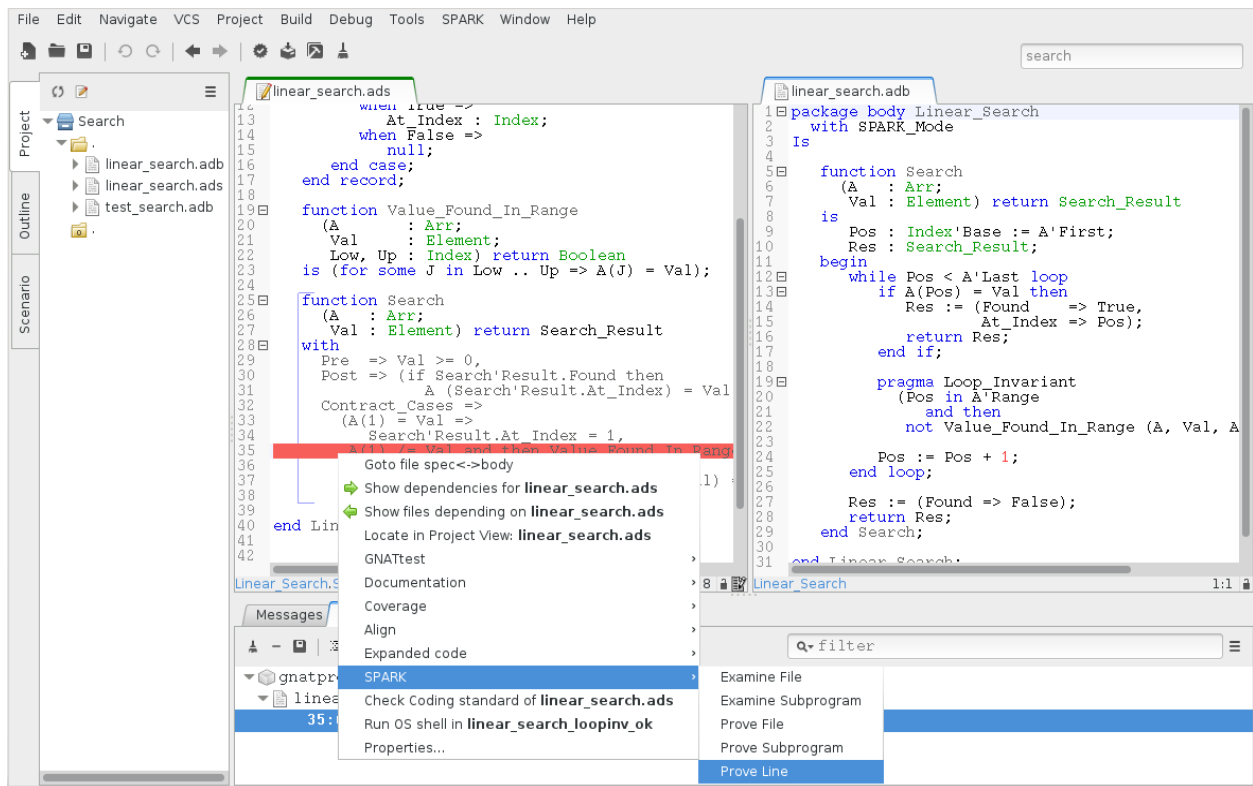 File Edit Navigate VCS Project Build Debug Tools SPARK Window Help
search
Project
Outline
Scenario
Search
.
linear_search.adb
linear_search.ads
test_search.adb
.
linear_search.ads
13 At_Index : Index;
14 when False =>
15 null;
16 end case;
17 end record;
18
19 function Value_Found_In_Range
20 (A : Arr;
21 Val : Element;
22 Low, Up : Index) return Boolean
23 is (for some J in Low .. Up => A(J) = Val);
24
25 function Search
26 (A : Arr;
27 Val : Element) return Search_Result
28 with
29 Pre => Val >= 0,
30 Post => (if Search'Result.Found then
31 A (Search'Result.At_Index) = Val
32 Contract_Cases =>
33 (A(1) = Val =>
34 Search'Result.At_Index = 1,
35 A(1) /= Val and then Value_Found_In_Rang
36
37 .1) =
38
39
40 end Lin
41
42
Linear_Search.S
8
linear_search.adb
1 package body Linear_Search
2 with SPARK_Mode
3 Is
4
5 function Search
6 (A : Arr;
7 Val : Element) return Search_Result
8 is
9 Pos : Index'Base := A'First;
10 Res : Search_Result;
11 begin
12 while Pos < A'Last loop
13 if A(Pos) = Val then
14 Res := (Found => True,
15 At_Index => Pos);
16 return Res;
17 end if;
18
19 pragma Loop_Invariant
20 (Pos in A'Range
21 and then
22 not Value_Found_In_Range (A, Val, A
23
24 Pos := Pos + 1;
25 end loop;
26
27 Res := (Found => False);
28 return Res;
29 end Search;
30
31 end Linear_Search;
Linear_Search
1:1
Goto file spec<->body
Show dependencies for linear_search.ads
Show files depending on linear_search.ads
Locate in Project View: linear_search.ads
GNATtest
Documentation
Coverage
Align
Expanded code
SPARK
Check Coding standard of linear_search.ads
Run OS shell in linear_search_loopinv_ok
Properties...
Examine File
Examine Subprogram
Prove File
Prove Subprogram
Prove Line
Messages
filter
gnatpr
linea
35: